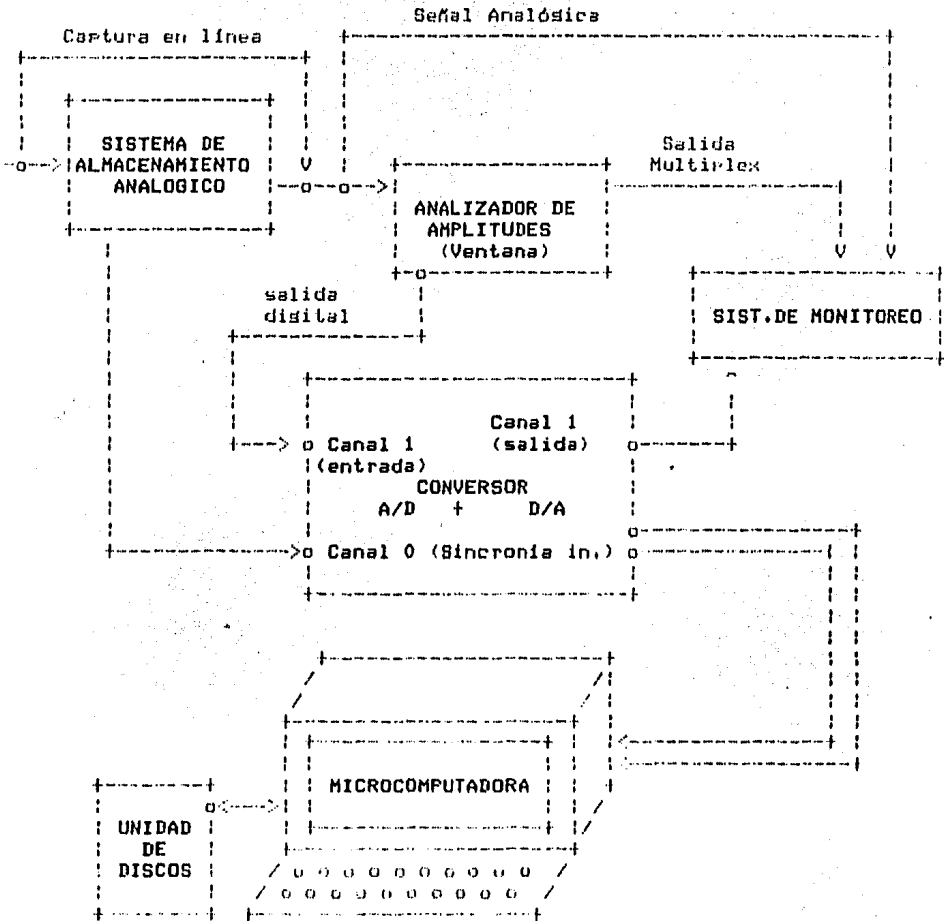 Señal Analógica
Captura en línea
SISTEMA DE
ALMACENAMIENTO
ANALOGICO
Salida
Multiplex
ANALIZADOR DE
AMPLITUDES
(Ventana)
salida
digital
SIST.DE MONITOREO
Canal 1
(salida)
Canal 1
(entrada)
CONVERSOR
A/D + D/A
Canal 0 (Sincronia in.)
MICROCOMPUTADORA
UNIDAD
DE
DISCOS